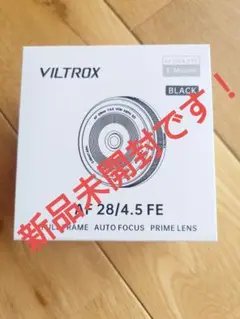 VILTROX
E-Mount
BLACK
新品未開封です！
AF 28/4.5 FE
FULL FRAME AUTO FOCUS PRIME LENS